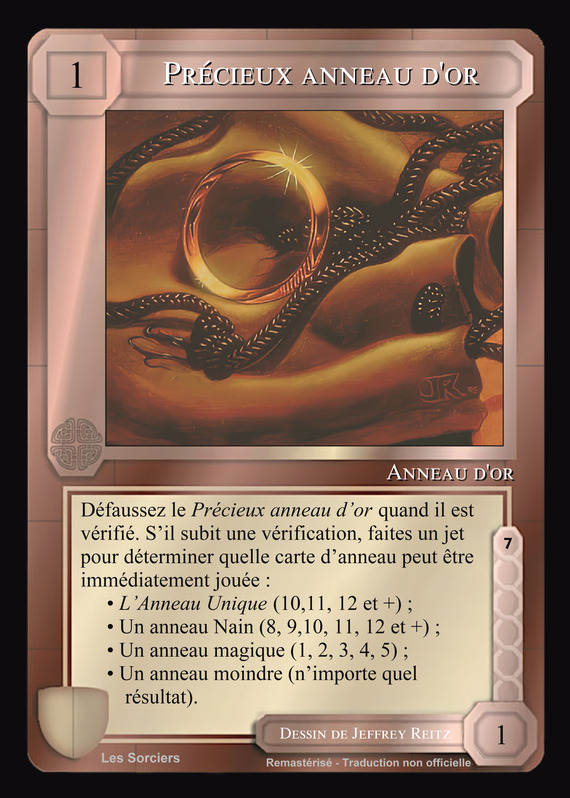 1
PRÉCIEUX ANNEAU D'OR
JR
ANNEAU D'OR
Défaussez le Précieux anneau d’or quand il est
vérifié. S’il subit une vérification, faites un jet
pour déterminer quelle carte d’anneau peut être
immédiatement jouée :
• L’Anneau Unique (10,11, 12 et +) ;
• Un anneau Nain (8, 9,10, 11, 12 et +) ;
• Un anneau magique (1, 2, 3, 4, 5) ;
• Un anneau moindre (n’importe quel
résultat).
7
DESSIN DE JEFFREY REITZ
1
Les Sorciers
Remastérisé - Traduction non officielle